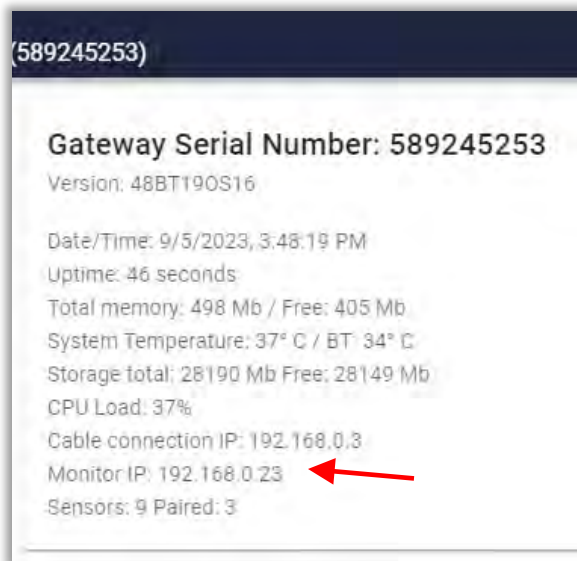 (589245253)
Gateway Serial Number: 589245253
Version: 48BT19OS16
Date/Time: 9/5/2023, 3:48:19 PM
Uptime: 46 seconds
Total memory: 498 Mb / Free: 405 Mb
System Temperature: 37° C / BT: 34° C
Storage total: 28190 Mb Free: 28149 Mb
CPU Load: 37%
Cable connection IP: 192.168.0.3
Monitor IP: 192.168.0.23
Sensors: 9 Paired: 3